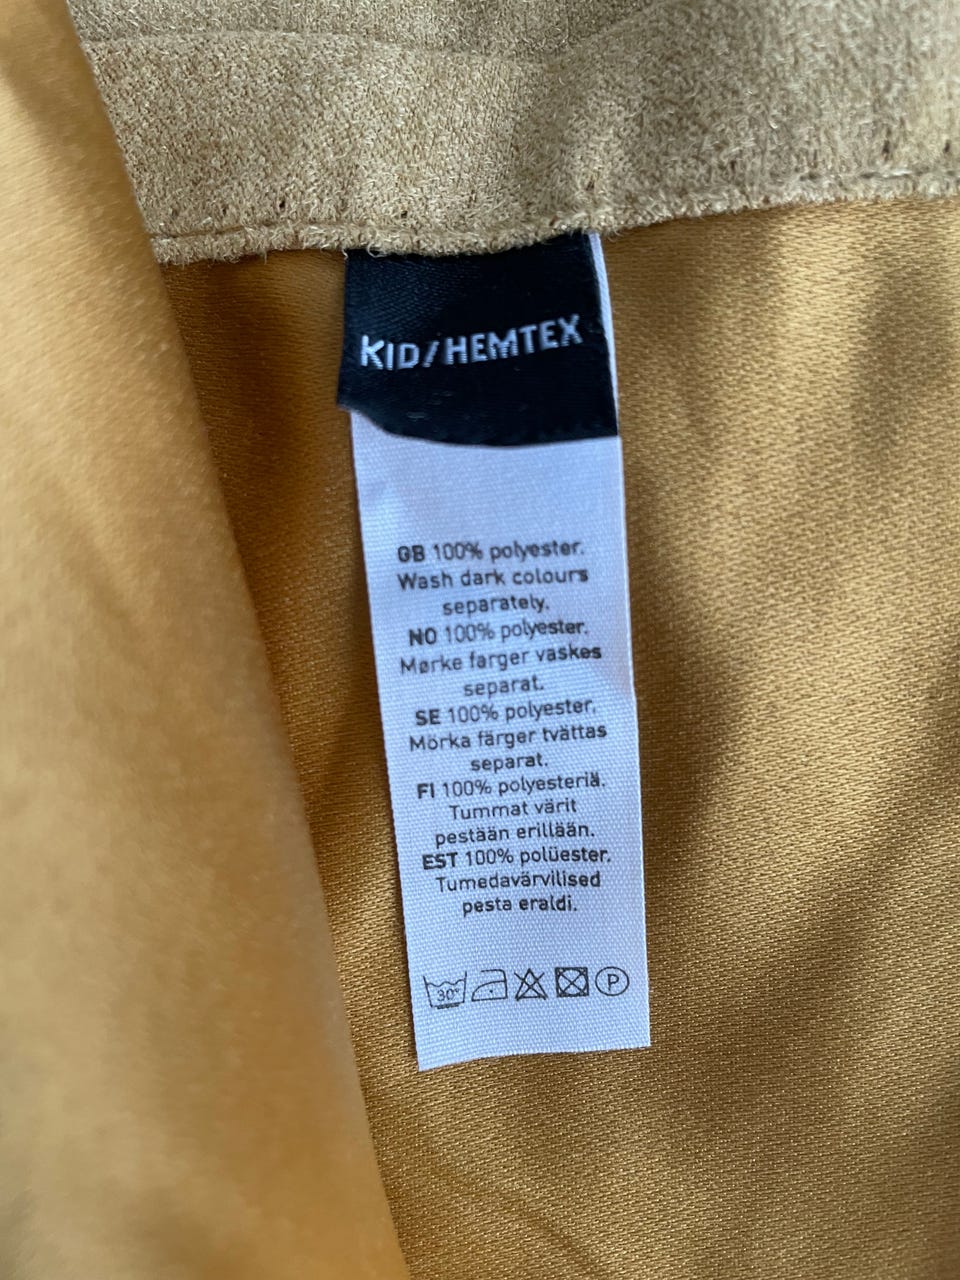 KID/HEMTEX
GB 100% polyester.
Wash dark colours
separately.
NO 100% polyester.
Mørke farger vaskes
separat.
SE 100% polyester.
Mörka färger tvättas
separat.
FI 100% polyesteriä.
Tummat värit
pestään erillään.
EST 100% polüester.
Tumedavärvilised
pesta eraldi.
30° P